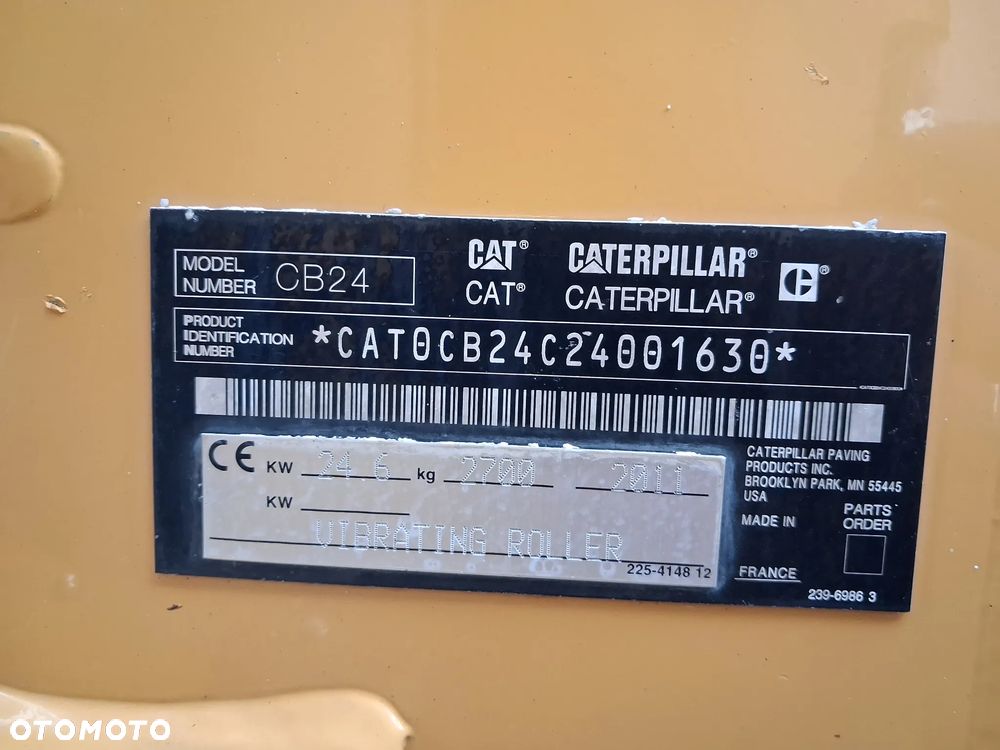 MODEL NUMBER CB24
CAT® CATERPILLAR® C®
CAT® CATERPILLAR®
PRODUCT IDENTIFICATION NUMBER *CAT0CB24C24001630*
CE KW 24.6 kg 2700 2011
KW
VIBRATING ROLLER
225-4148 12
CATERPILLAR PAVING
PRODUCTS INC.
BROOKLYN PARK, MN 55445
USA
MADE IN
FRANCE
PARTS
ORDER
239-6986 3
OTOMOTO